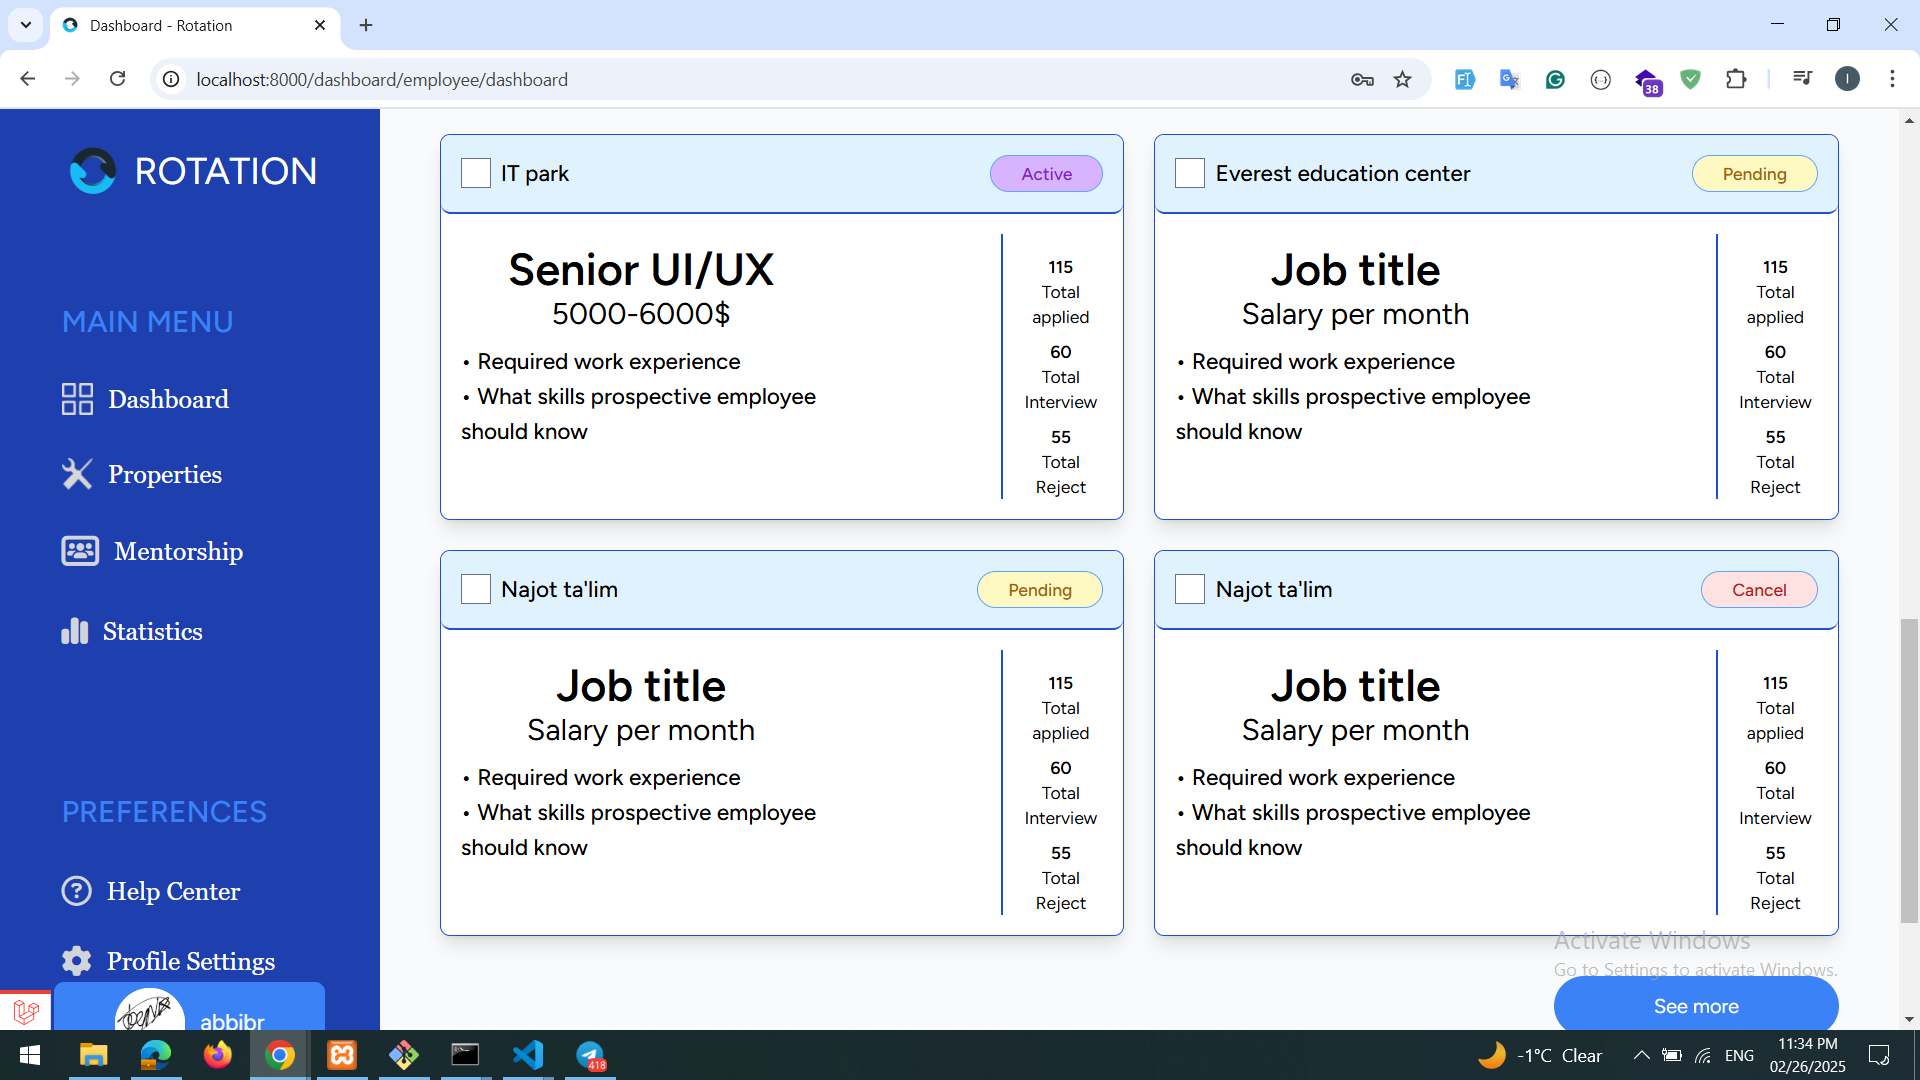 Dashboard - Rotation
localhost:8000/dashboard/employee/dashboard
38
I
ROTATION
MAIN MENU
Dashboard
Properties
Mentorship
Statistics
PREFERENCES
Help Center
Profile Settings
abbibr
IT park
Active
Senior UI/UX
5000-6000$
• Required work experience
• What skills prospective employee
should know
115
Total
applied
60
Total
Interview
55
Total
Reject
Everest education center
Pending
Job title
Salary per month
• Required work experience
• What skills prospective employee
should know
115
Total
applied
60
Total
Interview
55
Total
Reject
Najot ta'lim
Pending
Job title
Salary per month
• Required work experience
• What skills prospective employee
should know
115
Total
applied
60
Total
Interview
55
Total
Reject
Najot ta'lim
Cancel
Job title
Salary per month
• Required work experience
• What skills prospective employee
should know
115
Total
applied
60
Total
Interview
55
Total
Reject
Activate Windows
Go to Settings to activate Windows.
See more
418
-1°C Clear
ENG
11:34 PM
02/26/2025